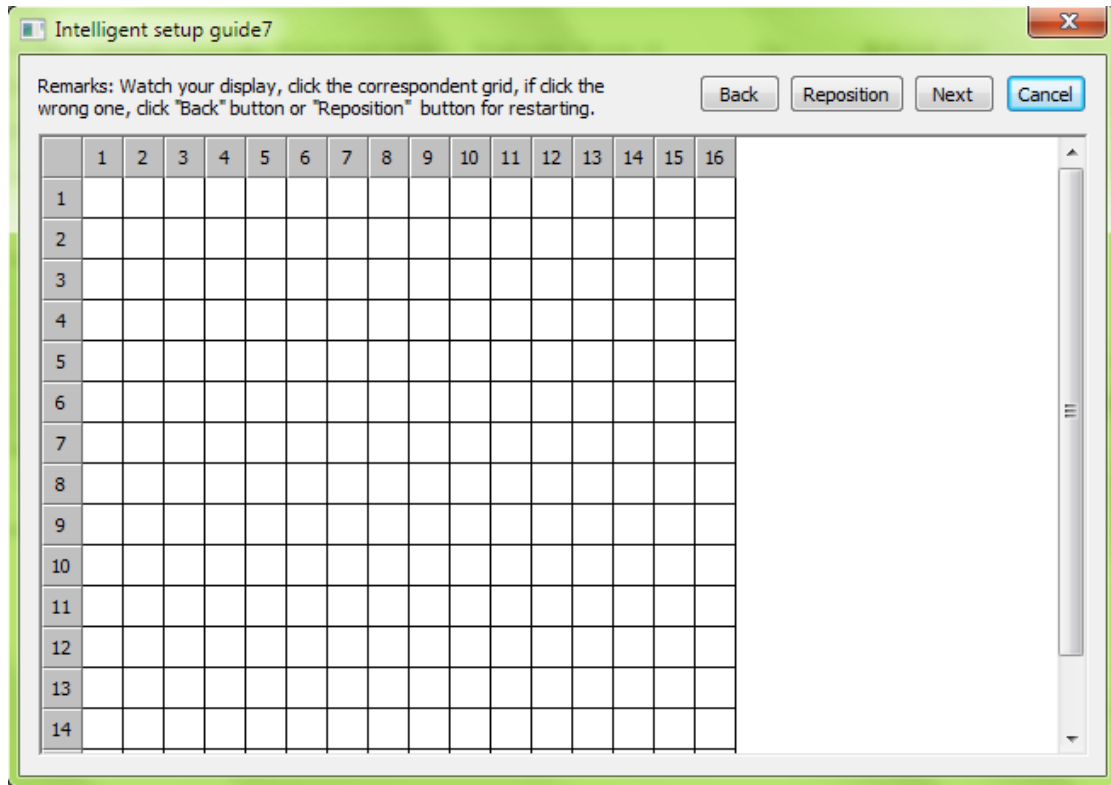 Intelligent setup guide7
Remarks: Watch your display, click the correspondent grid, if click the
wrong one, click "Back" button or "Reposition" button for restarting.
Back Reposition Next Cancel
1 2 3 4 5 6 7 8 9 10 11 12 13 14 15 16
1
2
3
4
5
6
7
8
9
10
11
12
13
14